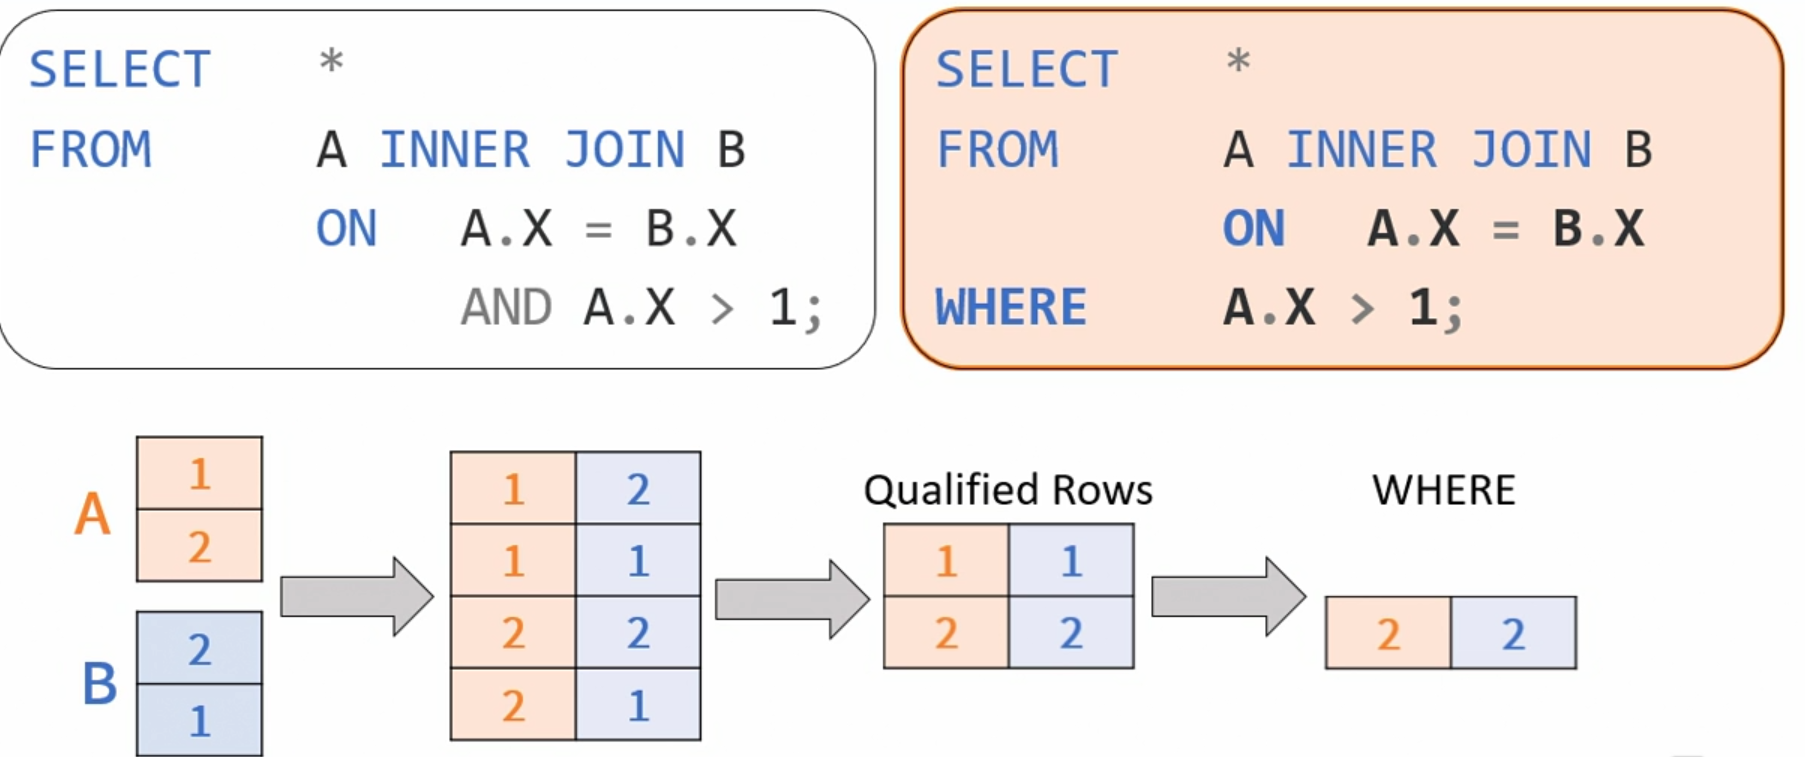 SELECT *
FROM A INNER JOIN B
ON A.X = B.X
AND A.X > 1;
SELECT *
FROM A INNER JOIN B
ON A.X = B.X
WHERE A.X > 1;
A
1
2
B
2
1
1 2
1 1
2 2
2 1
Qualified Rows
1 1
2 2
WHERE
2 2